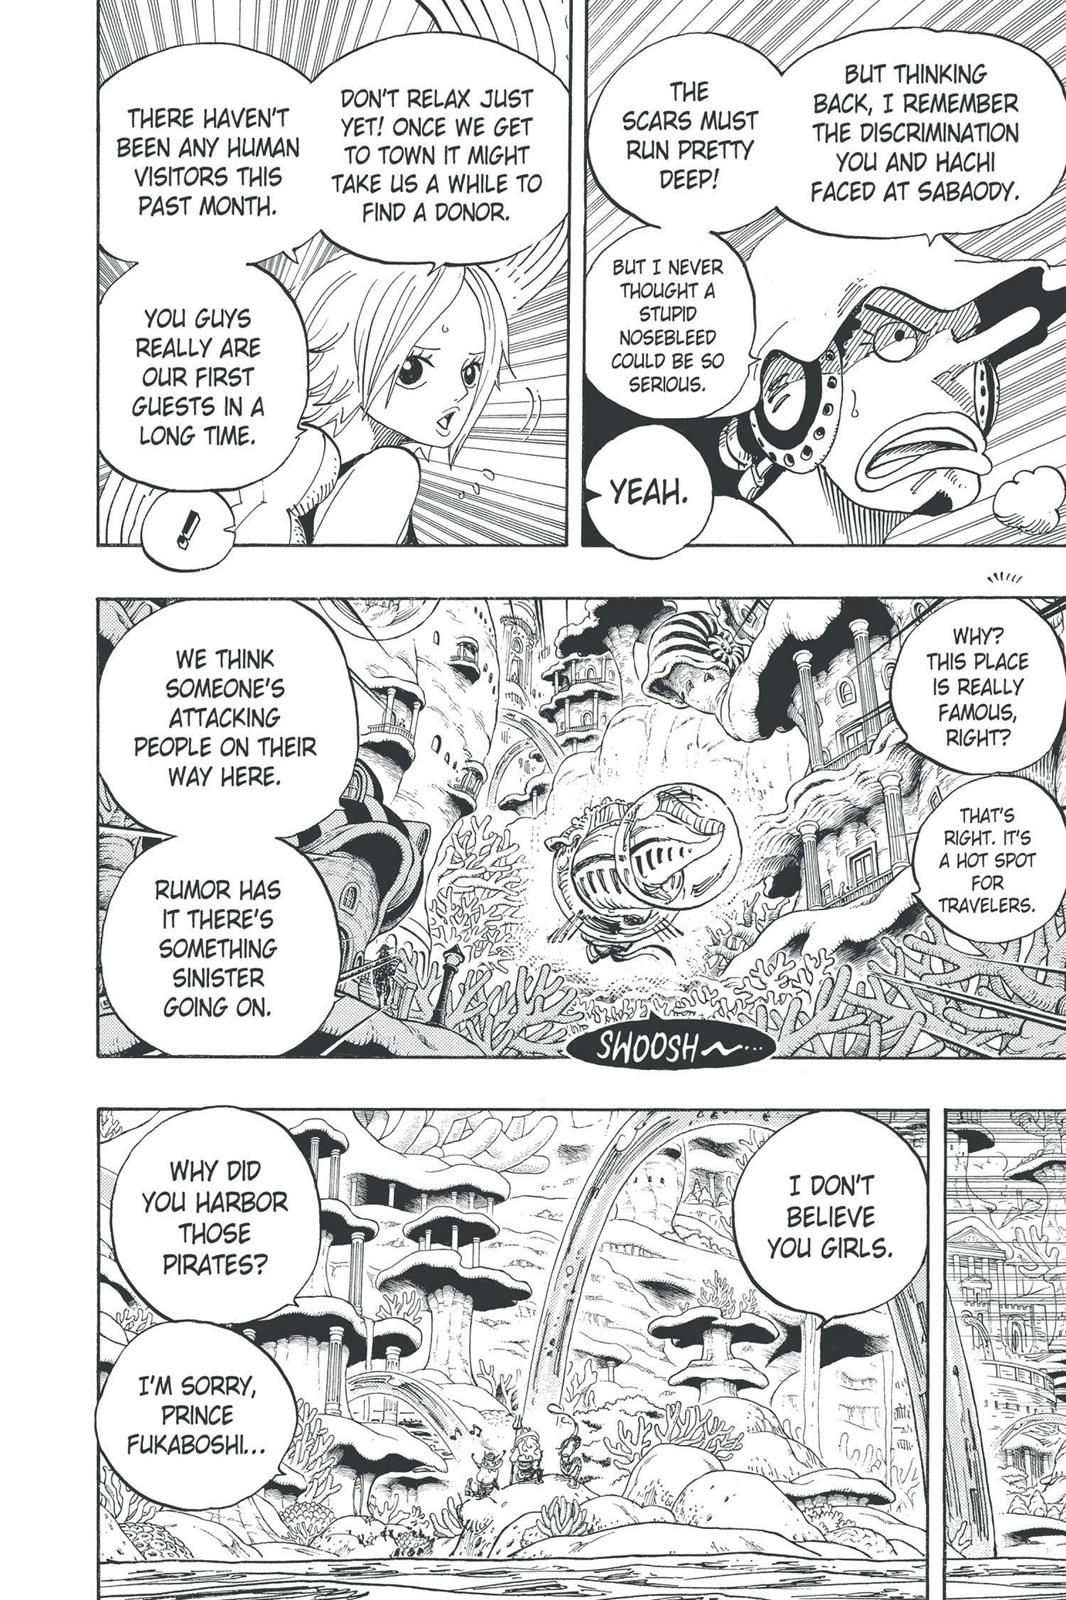 BUT THINKING
BACK, I REMEMBER
THE DISCRIMINATION
YOU AND HACHI
FACED AT SABAODY.
THE
SCARS MUST
RUN PRETTY
DEEP!
BUT I NEVER
THOUGHT A
STUPID
NOSEBLEED
COULD BE SO
SERIOUS.
YEAH.
DON'T RELAX JUST
YET! ONCE WE GET
TO TOWN IT MIGHT
TAKE US A WHILE TO
FIND A DONOR.
THERE HAVEN'T
BEEN ANY HUMAN
VISITORS THIS
PAST MONTH.
YOU GUYS
REALLY ARE
OUR FIRST
GUESTS IN A
LONG TIME.
!
WHY?
THIS PLACE
IS REALLY
FAMOUS,
RIGHT?
THAT'S
RIGHT. IT'S
A HOT SPOT
FOR
TRAVELERS.
SWOOSH~...
WE THINK
SOMEONE'S
ATTACKING
PEOPLE ON THEIR
WAY HERE.
RUMOR HAS
IT THERE'S
SOMETHING
SINISTER
GOING ON.
I DON'T
BELIEVE
YOU GIRLS.
WHY DID
YOU HARBOR
THOSE
PIRATES?
I'M SORRY,
PRINCE
FUKABOSHI...